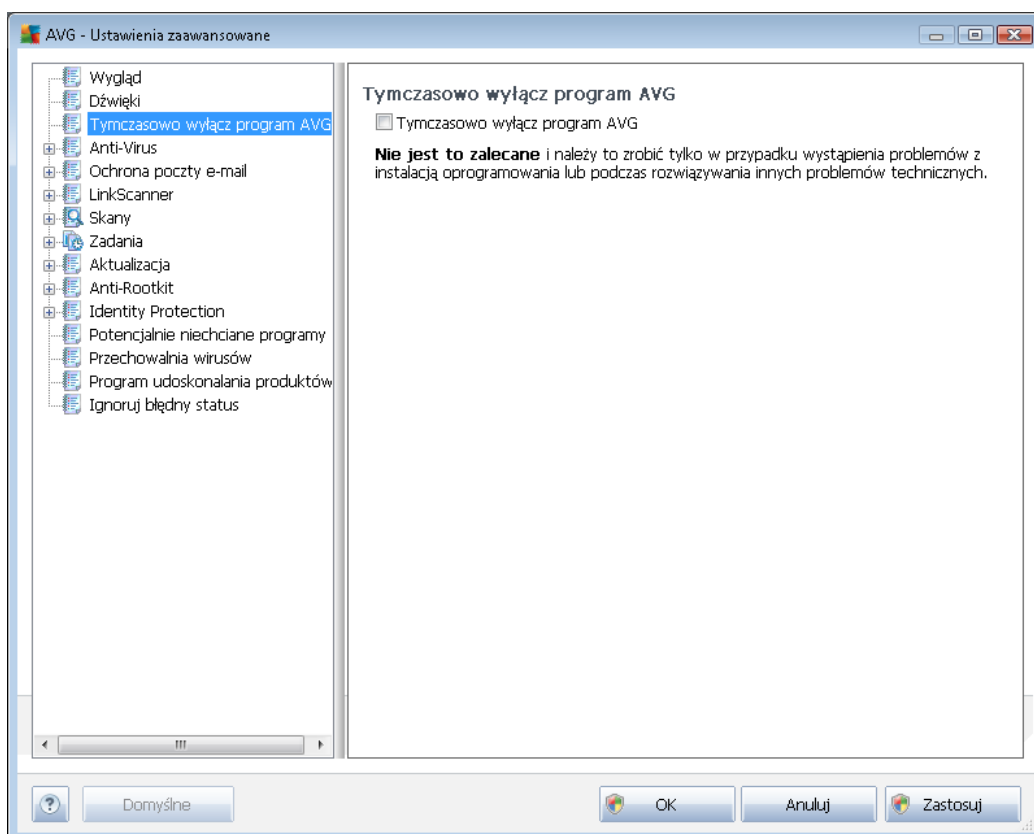 AVG - Ustawienia zaawansowane
Wygląd
Dźwięki
Tymczasowo wyłącz program AVG
Anti-Virus
Ochrona poczty e-mail
LinkScanner
Skany
Zadania
Aktualizacja
Anti-Rootkit
Identity Protection
Potencjalnie niechciane programy
Przechowalnia wirusów
Program udoskonalania produktów
Ignoruj błędny status
Tymczasowo wyłącz program AVG
Tymczasowo wyłącz program AVG
Nie jest to zalecane i należy to zrobić tylko w przypadku wystąpienia problemów z
instalacją oprogramowania lub podczas rozwiązywania innych problemów technicznych.
?
Domyślne
OK
Anuluj
Zastosuj